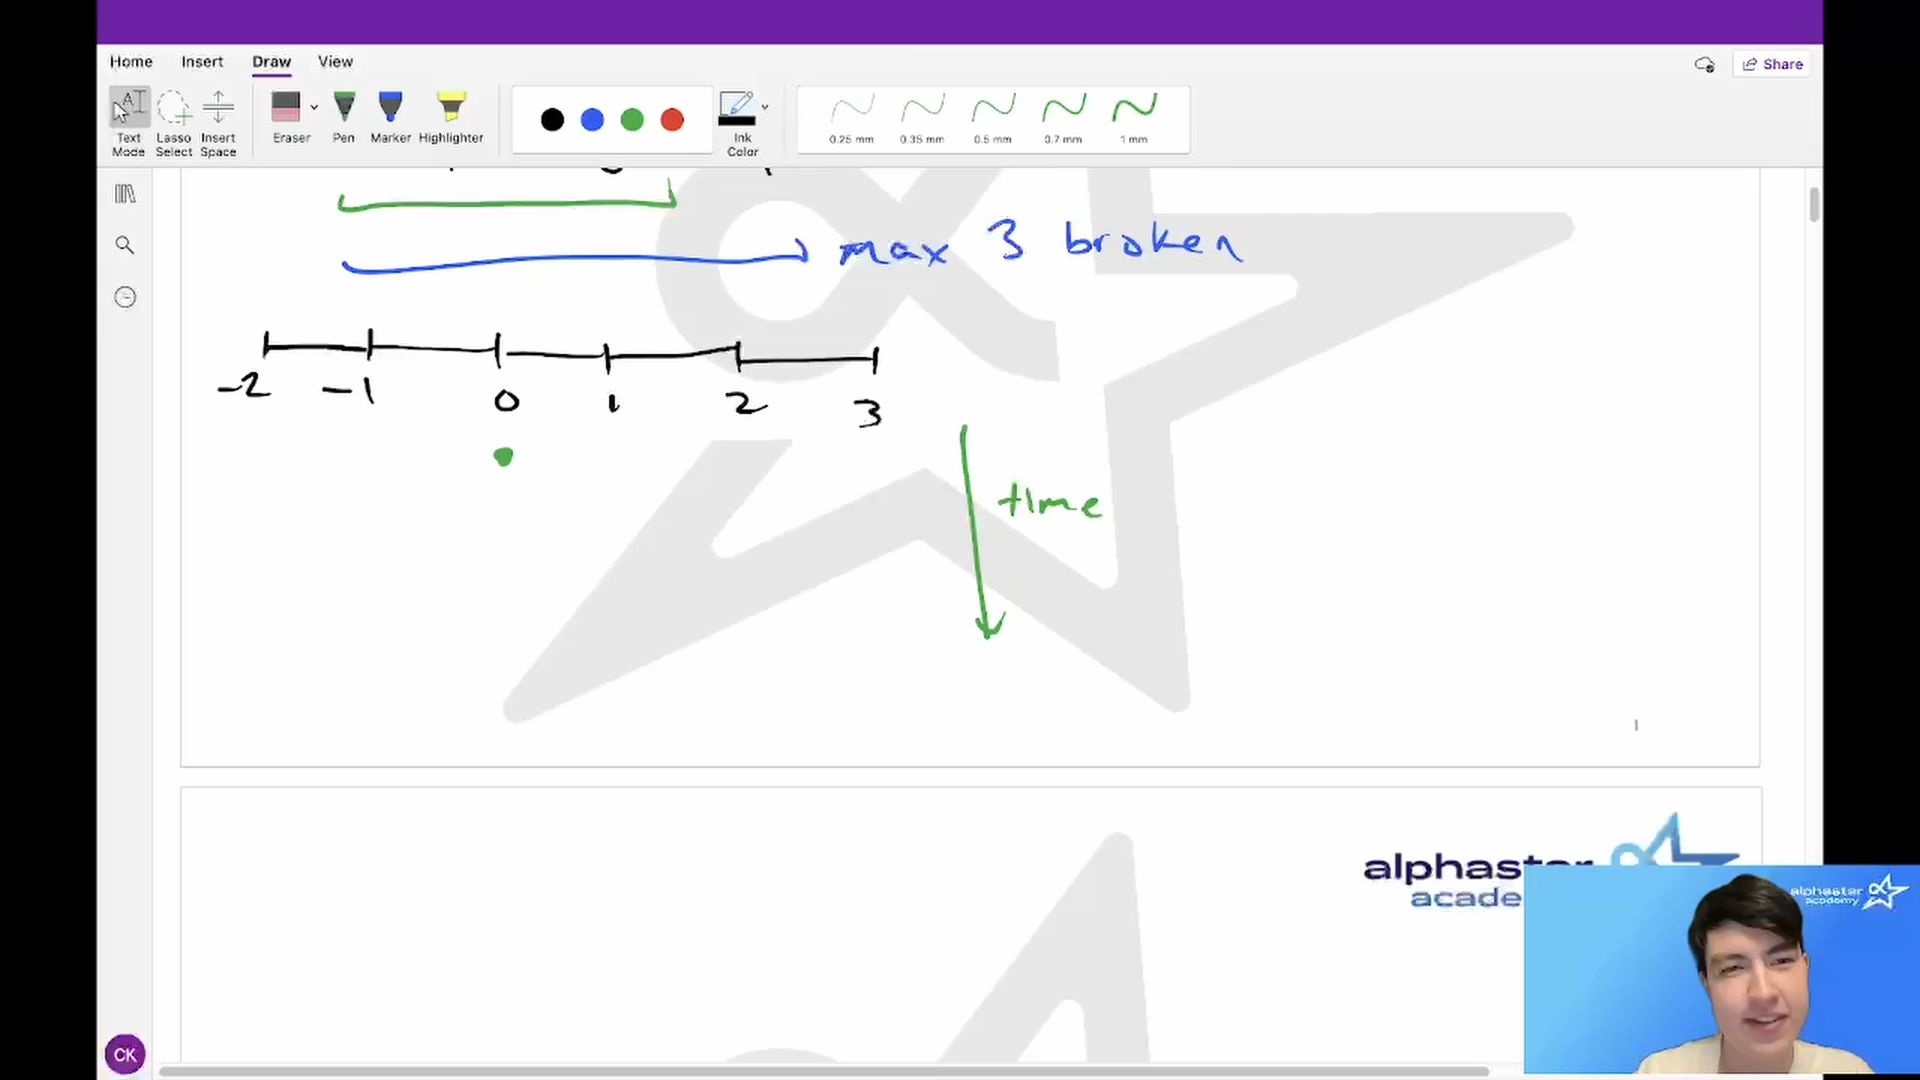 Home Insert Draw View
Share
Text Mode
Lasso Select
Insert Space
Eraser
Pen
Marker
Highlighter
Ink Color
0.25 mm
0.35 mm
0.5 mm
0.7 mm
1 mm
max 3 broken
-2 -1 0 1 2 3
time
alphastar
academy
alphastar
academy
CK